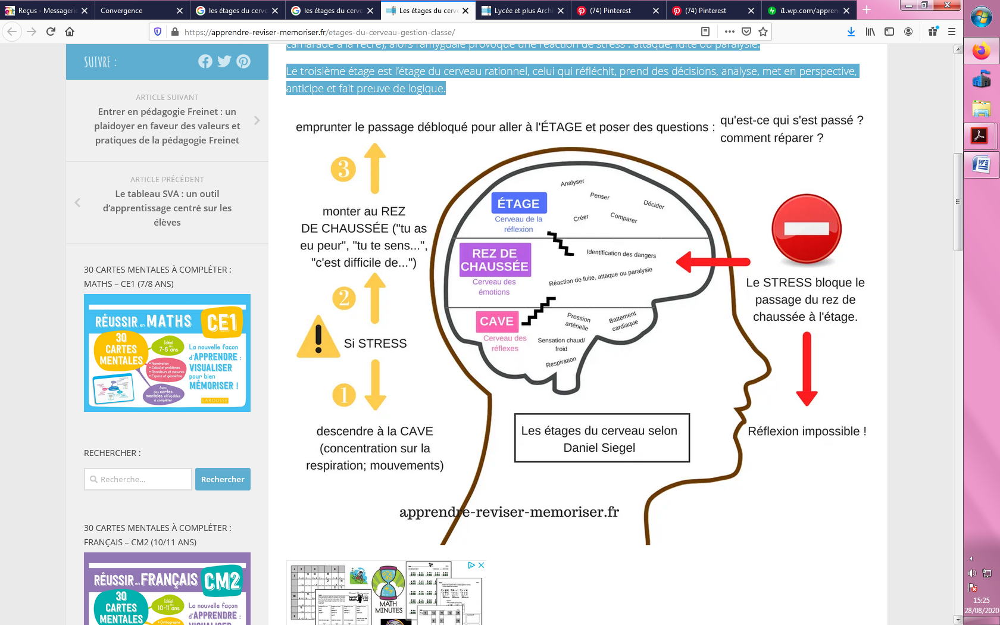 Reçus - Messagerie
Convergence
les étages du cerve
les étages du cerve
Les étages du cerv
Lycée et plus Archi
(74) Pinterest
(74) Pinterest
i1.wp.com/appren
https://apprendre-reviser-memoriser.fr/etages-du-cerveau-gestion-classe/
camarade à la récré), alors l'amygdale provoque une réaction de stress : attaque, fuite ou paralysie.
Le troisième étage est l'étage du cerveau rationnel, celui qui réfléchit, prend des décisions, analyse, met en perspective,
anticipe et fait preuve de logique.
SUIVRE :
ARTICLE SUIVANT
Entrer en pédagogie Freinet : un
plaidoyer en faveur des valeurs et
pratiques de la pédagogie Freinet
ARTICLE PRÉCÉDENT
Le tableau SVA : un outil
d'apprentissage centré sur les
élèves
30 CARTES MENTALES À COMPLÉTER :
MATHS – CE1 (7/8 ANS)
RÉUSSIR en MATHS CE1
30
CARTES
MENTALES
Idéal
7-8 ans
• Numération
• Calcul et problèmes
• Grandeurs et mesures
• Espace et géométrie
Avec
des cartes
mentales effaçables
à compléter
La nouvelle façon
d'APPRENDRE :
VISUALISER
pour bien
MÉMORISER !
LAROUSSE
RECHERCHER :
Recherche...
Rechercher
30 CARTES MENTALES À COMPLÉTER :
FRANÇAIS – CM2 (10/11 ANS)
RÉUSSIR en FRANÇAIS CM2
30
CARTES
MENTALES
Idéal
10-11 ans
• Orthographe
La nouvelle façon
d'APPRENDRE :
VISUALISER
emprunter le passage débloqué pour aller à l'ÉTAGE et poser des questions :
qu'est-ce qui s'est passé ?
comment réparer ?
3
monter au REZ
DE CHAUSSÉE ("tu as
eu peur", "tu te sens...",
"c'est difficile de...")
2
Si STRESS
1
descendre à la CAVE
(concentration sur la
respiration; mouvements)
ÉTAGE
Cerveau de la
réflexion
Analyser
Penser
Décider
Créer
Comparer
REZ DE
CHAUSSÉE
Cerveau des
émotions
Identification des dangers
Réaction de fuite, attaque ou paralysie
CAVE
Cerveau des
réflexes
Pression
artérielle
Battement
cardiaque
Sensation chaud/
froid
Respiration
Le STRESS bloque le
passage du rez de
chaussée à l'étage.
Réflexion impossible !
Les étages du cerveau selon
Daniel Siegel
apprendre-reviser-memoriser.fr
MATH
MINUTES
15:25
28/08/2020